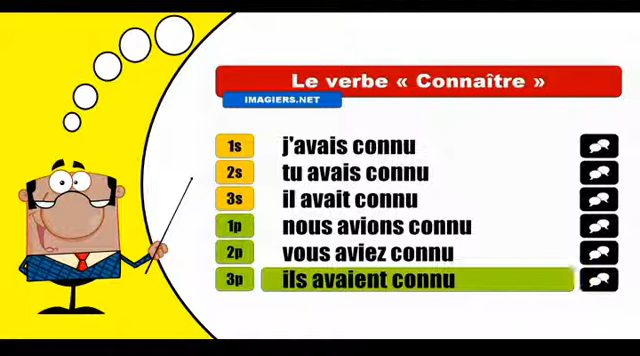 Le verbe « Connaître »
IMAGIERS.NET
1s j'avais connu
2s tu avais connu
3s il avait connu
1p nous avions connu
2p vous aviez connu
3p ils avaient connu